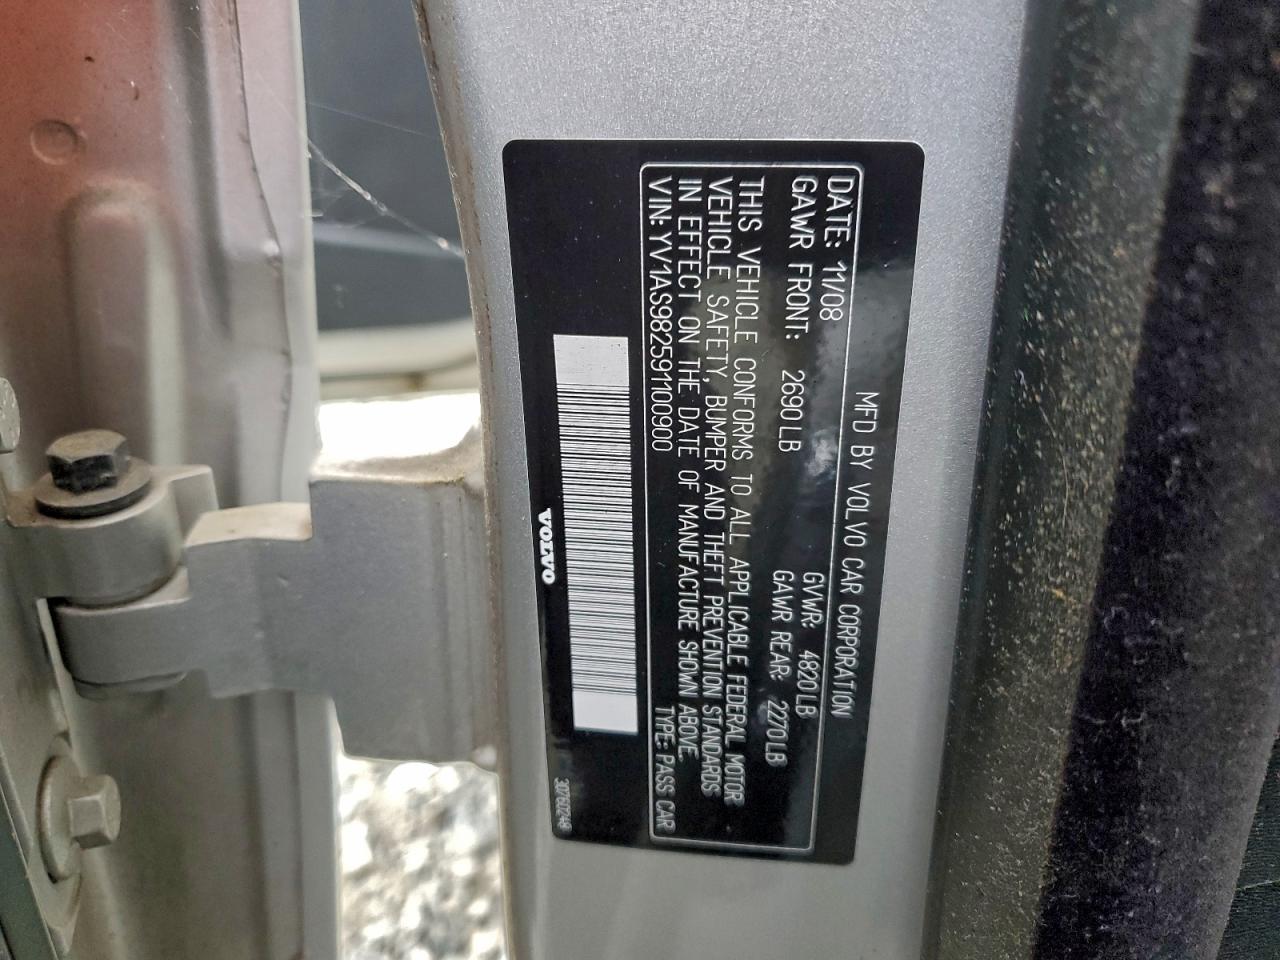 MFD BY VOLVO CAR CORPORATION
DATE: 11/08 GVWR: 4820 LB
GAWR FRONT: 2690 LB GAWR REAR: 2270 LB
THIS VEHICLE CONFORMS TO ALL APPLICABLE FEDERAL MOTOR
VEHICLE SAFETY, BUMPER AND THEFT PREVENTION STANDARDS
IN EFFECT ON THE DATE OF MANUFACTURE SHOWN ABOVE.
VIN: YV1AS982591100900 TYPE: PASS CAR
VOLVO
30760248